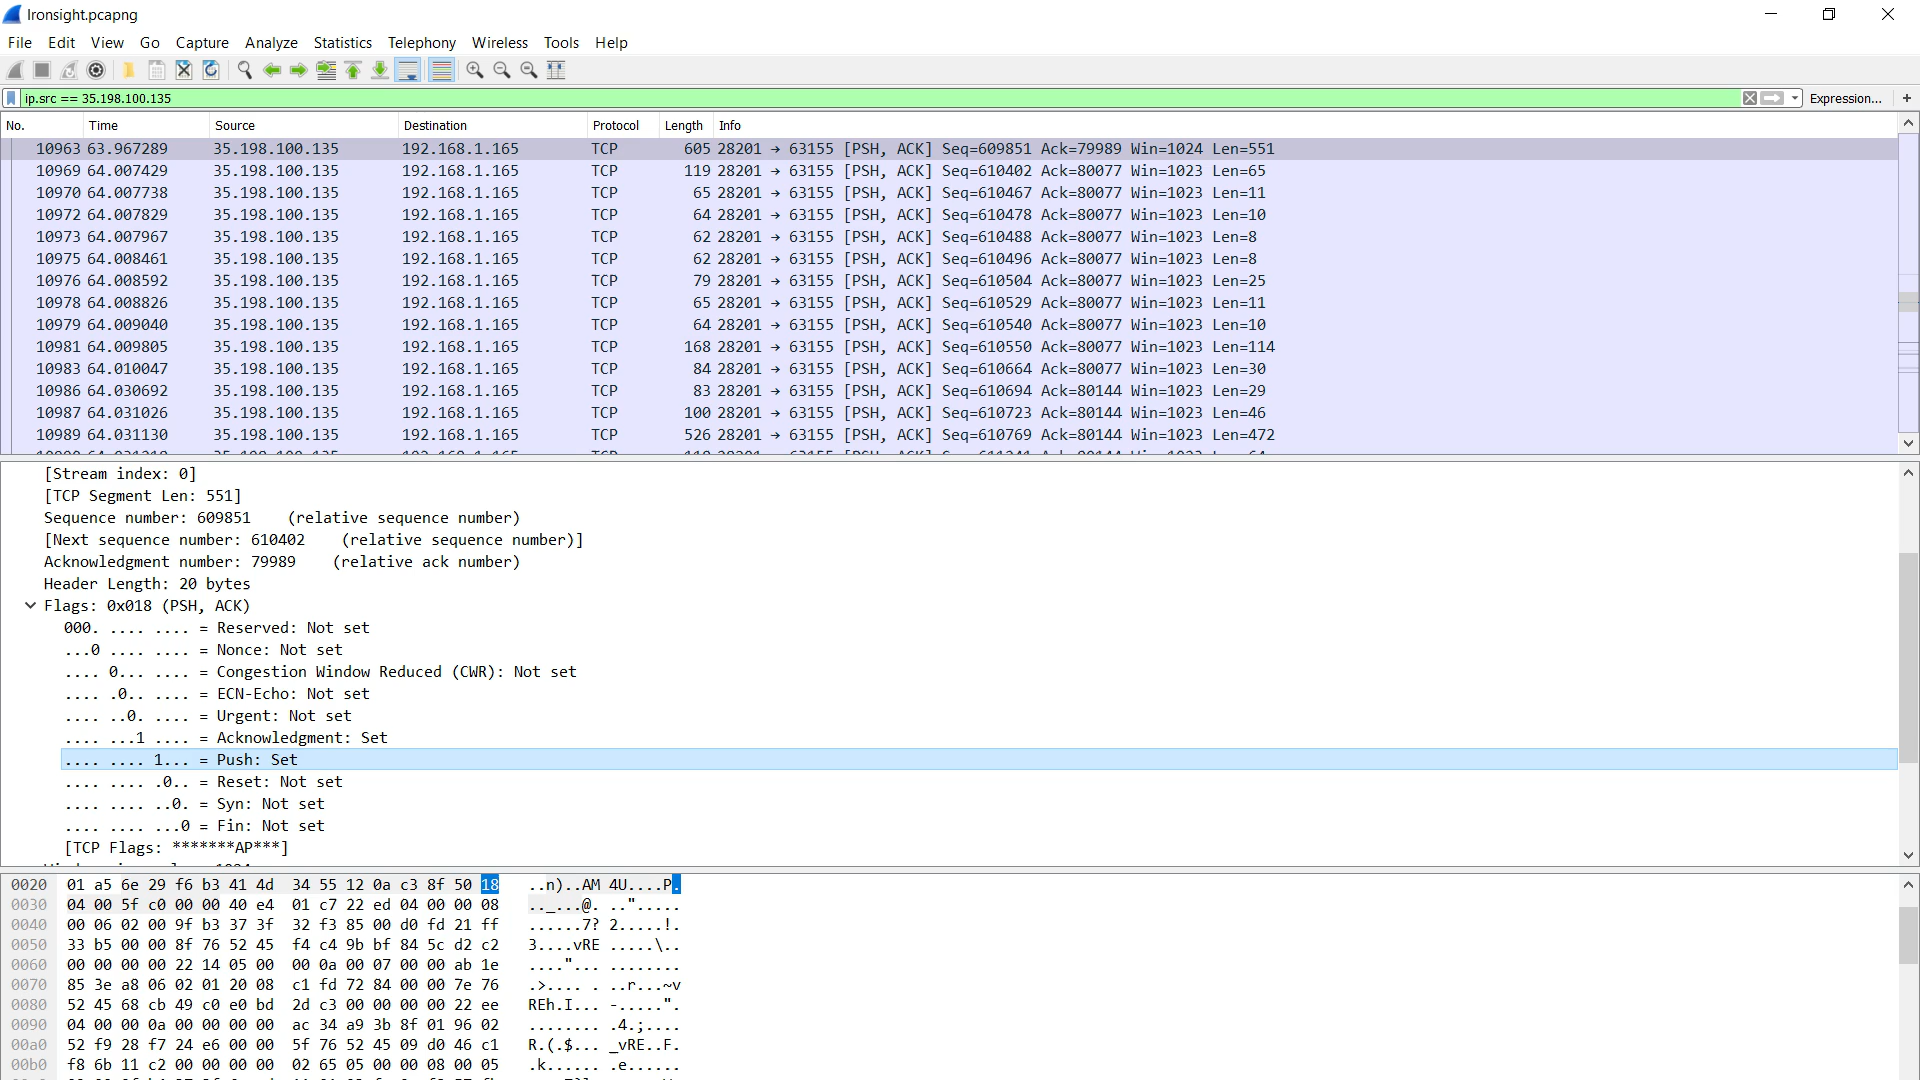 Ironsight.pcapng
File Edit View Go Capture Analyze Statistics Telephony Wireless Tools Help
ip.src == 35.198.100.135 Expression... +
No. Time Source Destination Protocol Length Info
10963 63.967289 35.198.100.135 192.168.1.165 TCP 605 28201 → 63155 [PSH, ACK] Seq=609851 Ack=79989 Win=1024 Len=551
10969 64.007429 35.198.100.135 192.168.1.165 TCP 119 28201 → 63155 [PSH, ACK] Seq=610402 Ack=80077 Win=1023 Len=65
10970 64.007738 35.198.100.135 192.168.1.165 TCP 65 28201 → 63155 [PSH, ACK] Seq=610467 Ack=80077 Win=1023 Len=11
10972 64.007829 35.198.100.135 192.168.1.165 TCP 64 28201 → 63155 [PSH, ACK] Seq=610478 Ack=80077 Win=1023 Len=10
10973 64.007967 35.198.100.135 192.168.1.165 TCP 62 28201 → 63155 [PSH, ACK] Seq=610488 Ack=80077 Win=1023 Len=8
10975 64.008461 35.198.100.135 192.168.1.165 TCP 62 28201 → 63155 [PSH, ACK] Seq=610496 Ack=80077 Win=1023 Len=8
10976 64.008592 35.198.100.135 192.168.1.165 TCP 79 28201 → 63155 [PSH, ACK] Seq=610504 Ack=80077 Win=1023 Len=25
10978 64.008826 35.198.100.135 192.168.1.165 TCP 65 28201 → 63155 [PSH, ACK] Seq=610529 Ack=80077 Win=1023 Len=11
10979 64.009040 35.198.100.135 192.168.1.165 TCP 64 28201 → 63155 [PSH, ACK] Seq=610540 Ack=80077 Win=1023 Len=10
10981 64.009805 35.198.100.135 192.168.1.165 TCP 168 28201 → 63155 [PSH, ACK] Seq=610550 Ack=80077 Win=1023 Len=114
10983 64.010047 35.198.100.135 192.168.1.165 TCP 84 28201 → 63155 [PSH, ACK] Seq=610664 Ack=80077 Win=1023 Len=30
10986 64.030692 35.198.100.135 192.168.1.165 TCP 83 28201 → 63155 [PSH, ACK] Seq=610694 Ack=80144 Win=1023 Len=29
10987 64.031026 35.198.100.135 192.168.1.165 TCP 100 28201 → 63155 [PSH, ACK] Seq=610723 Ack=80144 Win=1023 Len=46
10989 64.031130 35.198.100.135 192.168.1.165 TCP 526 28201 → 63155 [PSH, ACK] Seq=610769 Ack=80144 Win=1023 Len=472
[Stream index: 0]
[TCP Segment Len: 551]
Sequence number: 609851 (relative sequence number)
[Next sequence number: 610402 (relative sequence number)]
Acknowledgment number: 79989 (relative ack number)
Header Length: 20 bytes
Flags: 0x018 (PSH, ACK)
000. .... .... = Reserved: Not set
...0 .... .... = Nonce: Not set
.... 0... .... = Congestion Window Reduced (CWR): Not set
.... .0.. .... = ECN-Echo: Not set
.... ..0. .... = Urgent: Not set
.... ...1 .... = Acknowledgment: Set
.... .... 1... = Push: Set
.... .... .0.. = Reset: Not set
.... .... ..0. = Syn: Not set
.... .... ...0 = Fin: Not set
[TCP Flags: *******AP***]
0020 01 a5 6e 29 f6 b3 41 4d 34 55 12 0a c3 8f 50 18 ..n)..AM 4U....P.
0030 04 00 5f c0 00 00 40 e4 01 c7 22 ed 04 00 00 08 .._...@. ..".....
0040 00 06 02 00 9f b3 37 3f 32 f3 85 00 d0 fd 21 ff ......7? 2.....!.
0050 33 b5 00 00 8f 76 52 45 f4 c4 9b bf 84 5c d2 c2 3....vRE .....\..
0060 00 00 00 00 22 14 05 00 00 0a 00 07 00 00 ab 1e ...."... ........
0070 85 3e a8 06 02 01 20 08 c1 fd 72 84 00 00 7e 76 .>.... . ..r...~v
0080 52 45 68 cb 49 c0 e0 bd 2d c3 00 00 00 00 22 ee REh.I... -.....".
0090 04 00 00 0a 00 00 00 00 ac 34 a9 3b 8f 01 96 02 ........ .4.;....
00a0 52 f9 28 f7 24 e6 00 00 5f 76 52 45 09 d0 46 c1 R.(.$... _vRE..F.
00b0 f8 6b 11 c2 00 00 00 00 02 65 05 00 00 08 00 05 .k...... .e......